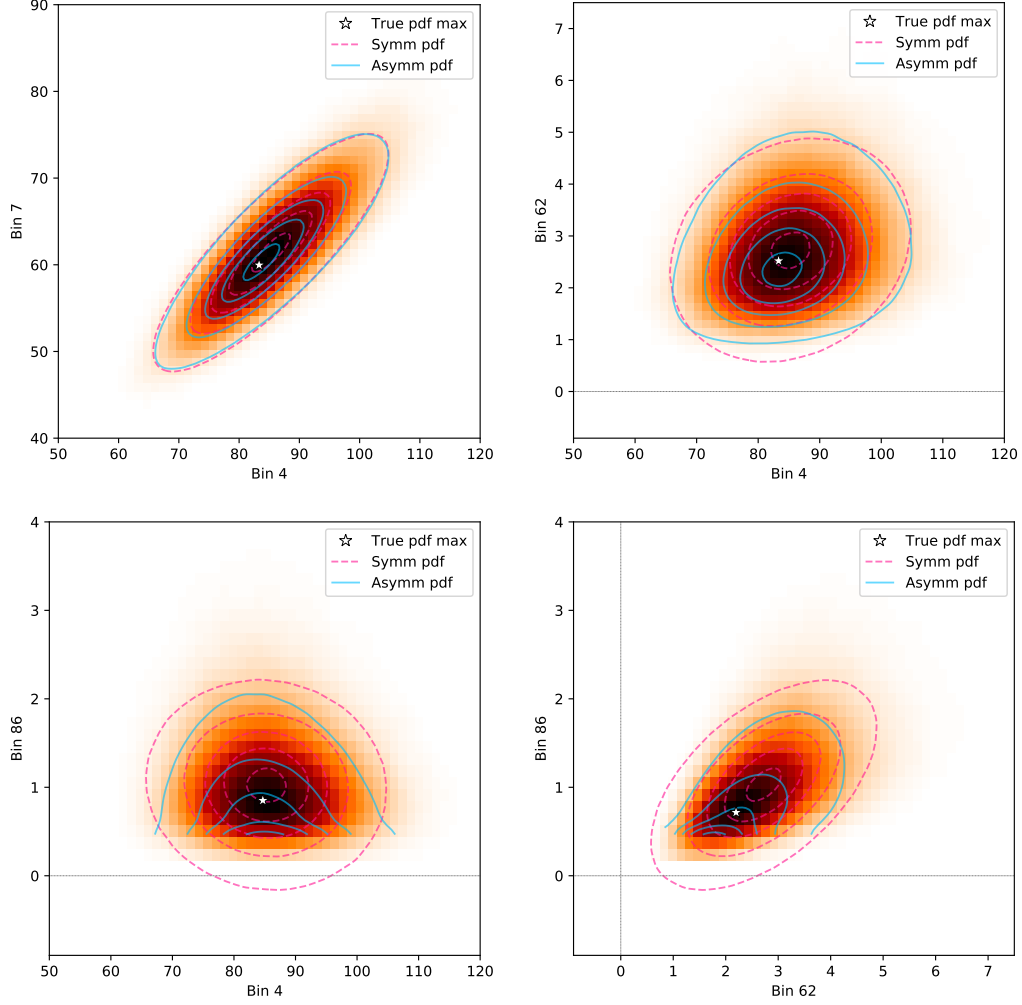 90
80
70
60
50
40
Bin 7
50 60 70 80 90 100 110 120
Bin 4
True pdf max
Symm pdf
Asymm pdf
7
6
5
4
3
2
1
0
Bin 62
50 60 70 80 90 100 110 120
Bin 4
True pdf max
Symm pdf
Asymm pdf
4
3
2
1
0
Bin 86
50 60 70 80 90 100 110 120
Bin 4
True pdf max
Symm pdf
Asymm pdf
4
3
2
1
0
Bin 86
0 1 2 3 4 5 6 7
Bin 62
True pdf max
Symm pdf
Asymm pdf